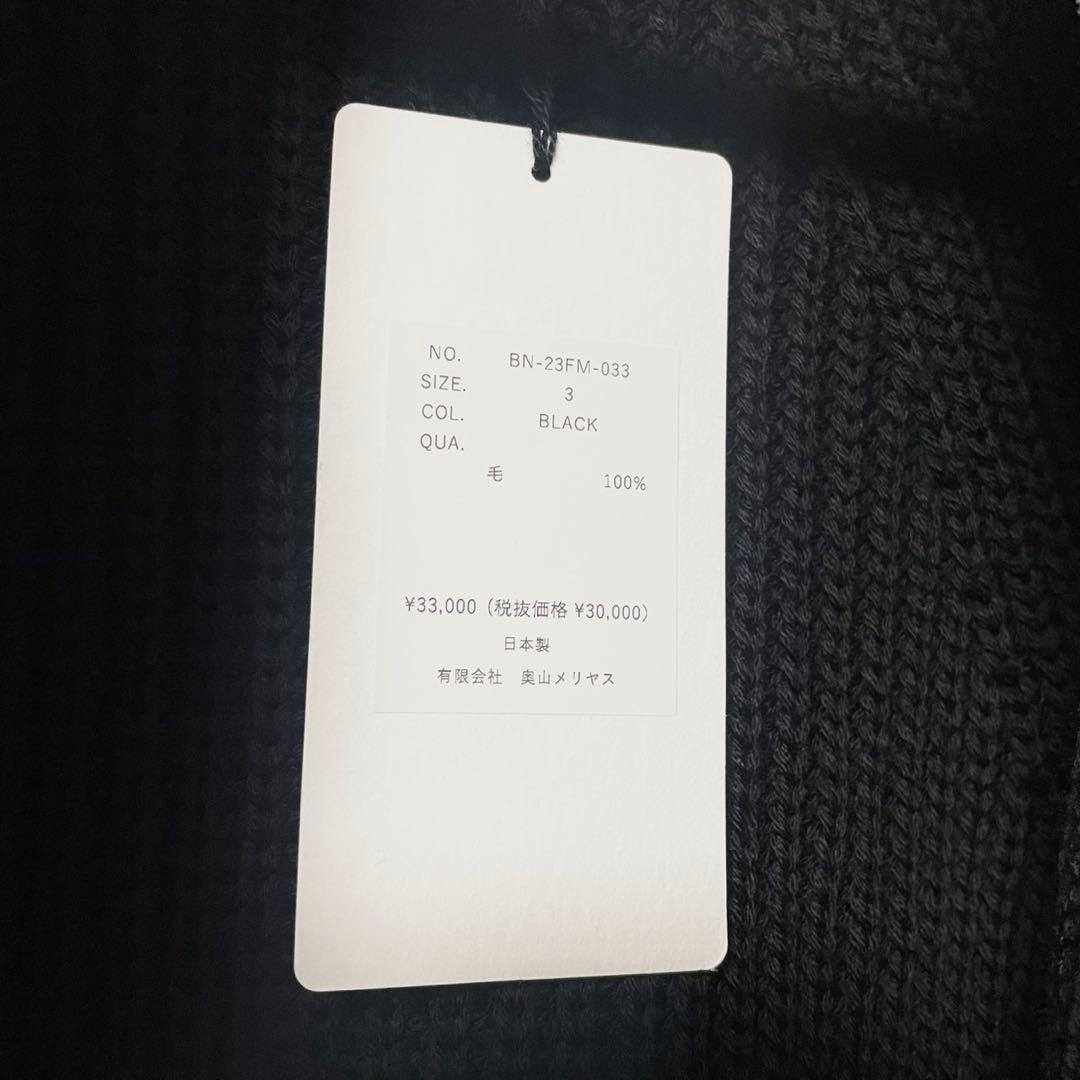 NO. BN-23FM-033
SIZE. 3
COL. BLACK
QUA.
毛 100%
¥33,000 (税抜価格 ¥30,000)
日本製
有限会社 奥山メリヤス